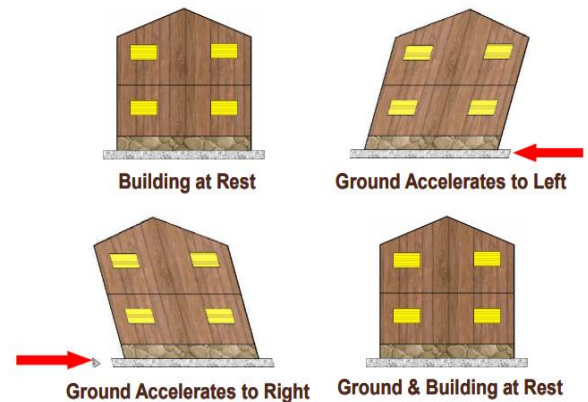 Building at Rest
Ground Accelerates to Left
Ground Accelerates to Right
Ground & Building at Rest